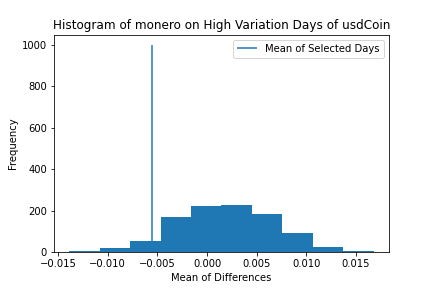 Histogram of monero on High Variation Days of usdCoin
Mean of Selected Days
Frequency
1000
800
600
400
200
0
−0.015 −0.010 −0.005 0.000 0.005 0.010 0.015
Mean of Differences